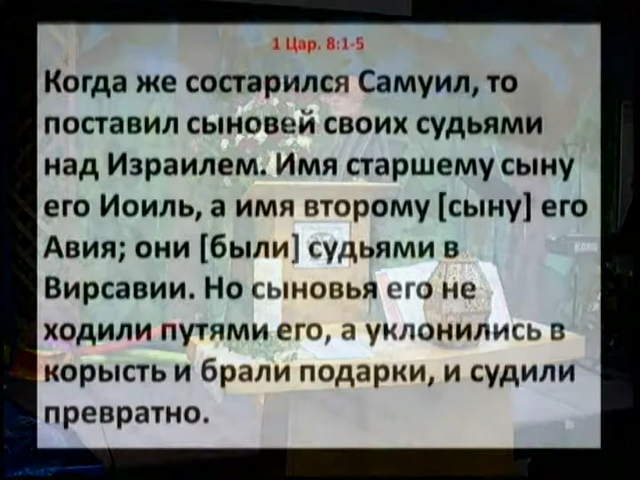 1 Цар. 8:1-5
Когда же состарился Самуил, то
поставил сыновей своих судьями
над Израилем. Имя старшему сыну
его Иоиль, а имя второму [сыну] его
Авия; они [были] судьями в
Вирсавии. Но сыновья его не
ходили путями его, а уклонились в
корысть и брали подарки, и судили
превратно.